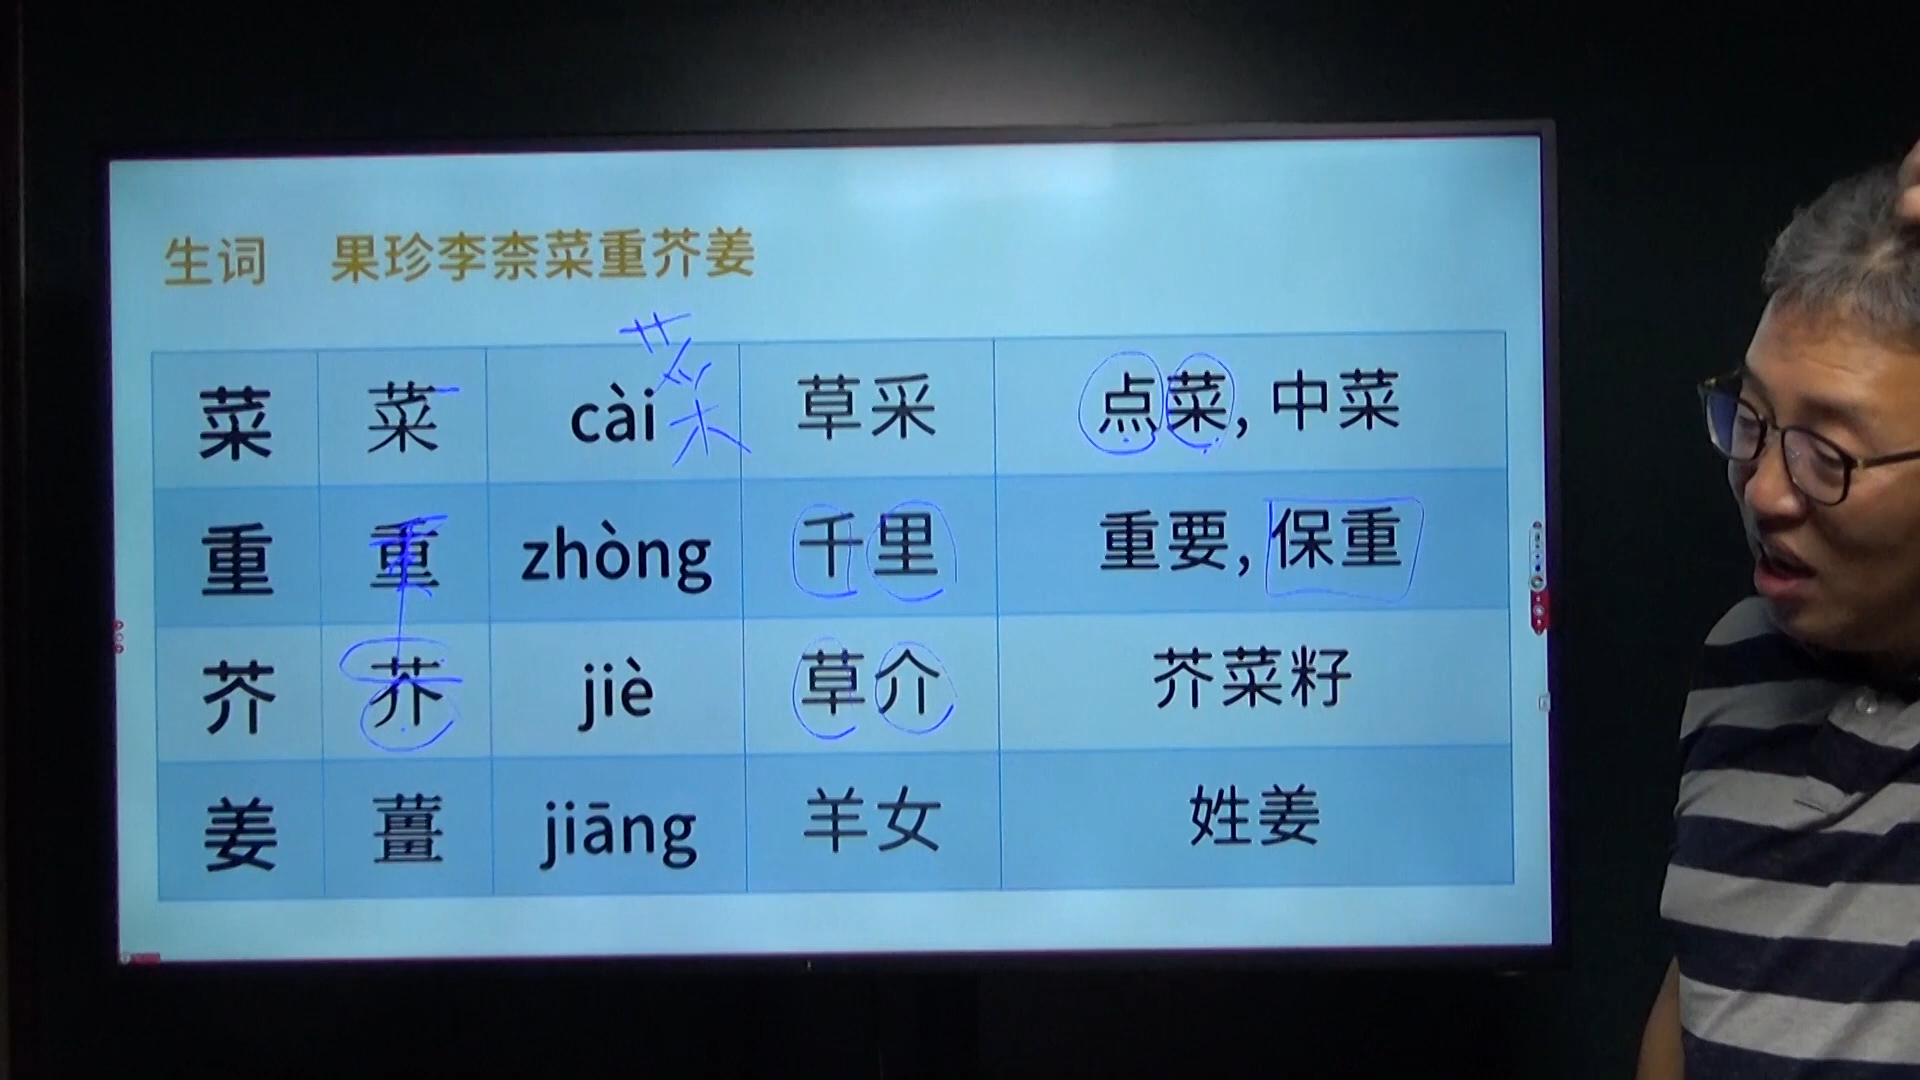 生词 果珍李柰菜重芥姜
菜 菜 cài 草采 点菜, 中菜
重 重 zhòng 千里 重要, 保重
芥 芥 jiè 草介 芥菜籽
姜 薑 jiāng 羊女 姓姜